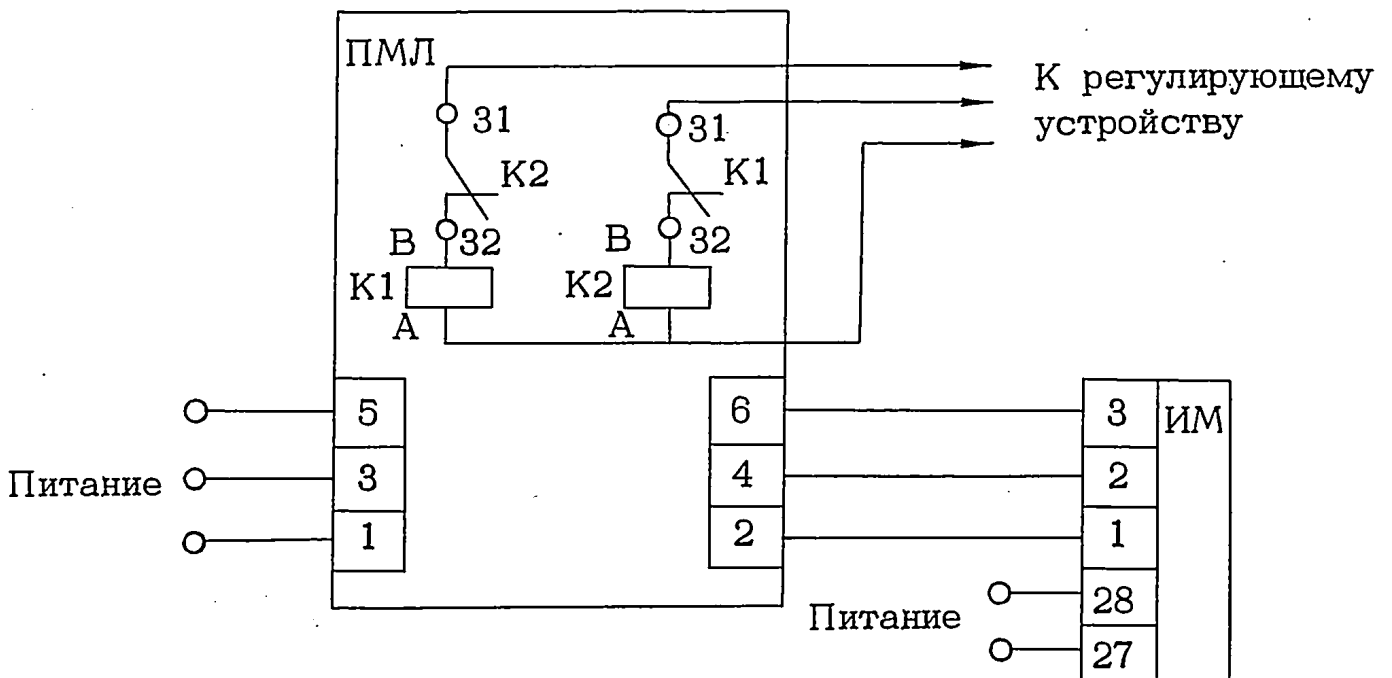 ПМЛ
К регулирующему
устройству
31
31
К2
К1
32
32
В
В
К1
К2
А
А
5
6
3
ИМ
Питание
3
4
2
1
2
1
Питание
28
27